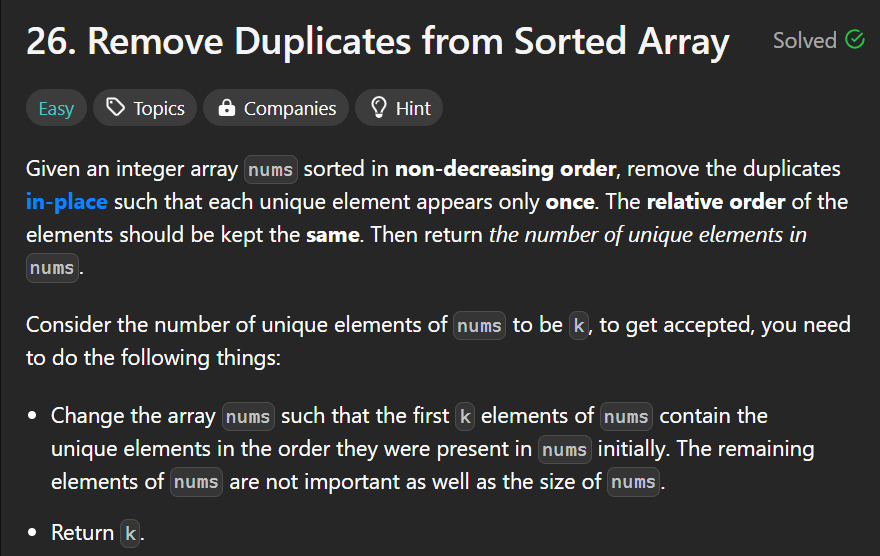 26. Remove Duplicates from Sorted Array
Solved
Easy
Topics
Companies
Hint
Given an integer array nums sorted in non-decreasing order, remove the duplicates
in-place such that each unique element appears only once. The relative order of the
elements should be kept the same. Then return the number of unique elements in
nums.
Consider the number of unique elements of nums to be k, to get accepted, you need
to do the following things:
• Change the array nums such that the first k elements of nums contain the
unique elements in the order they were present in nums initially. The remaining
elements of nums are not important as well as the size of nums.
• Return k.